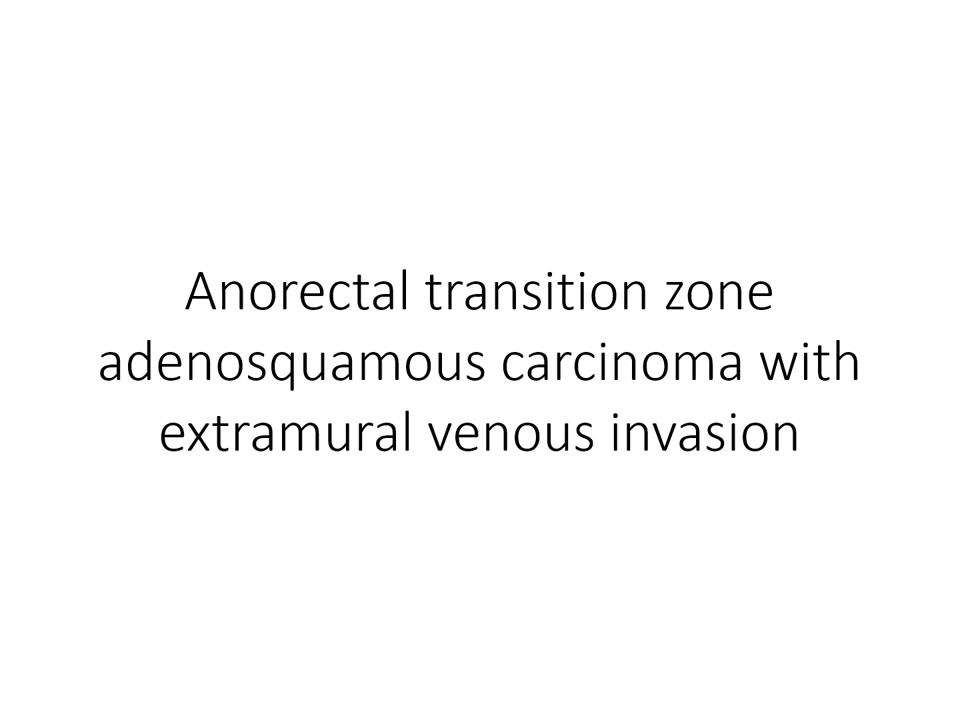 Anorectal transition zone
adenosquamous carcinoma with
extramural venous invasion